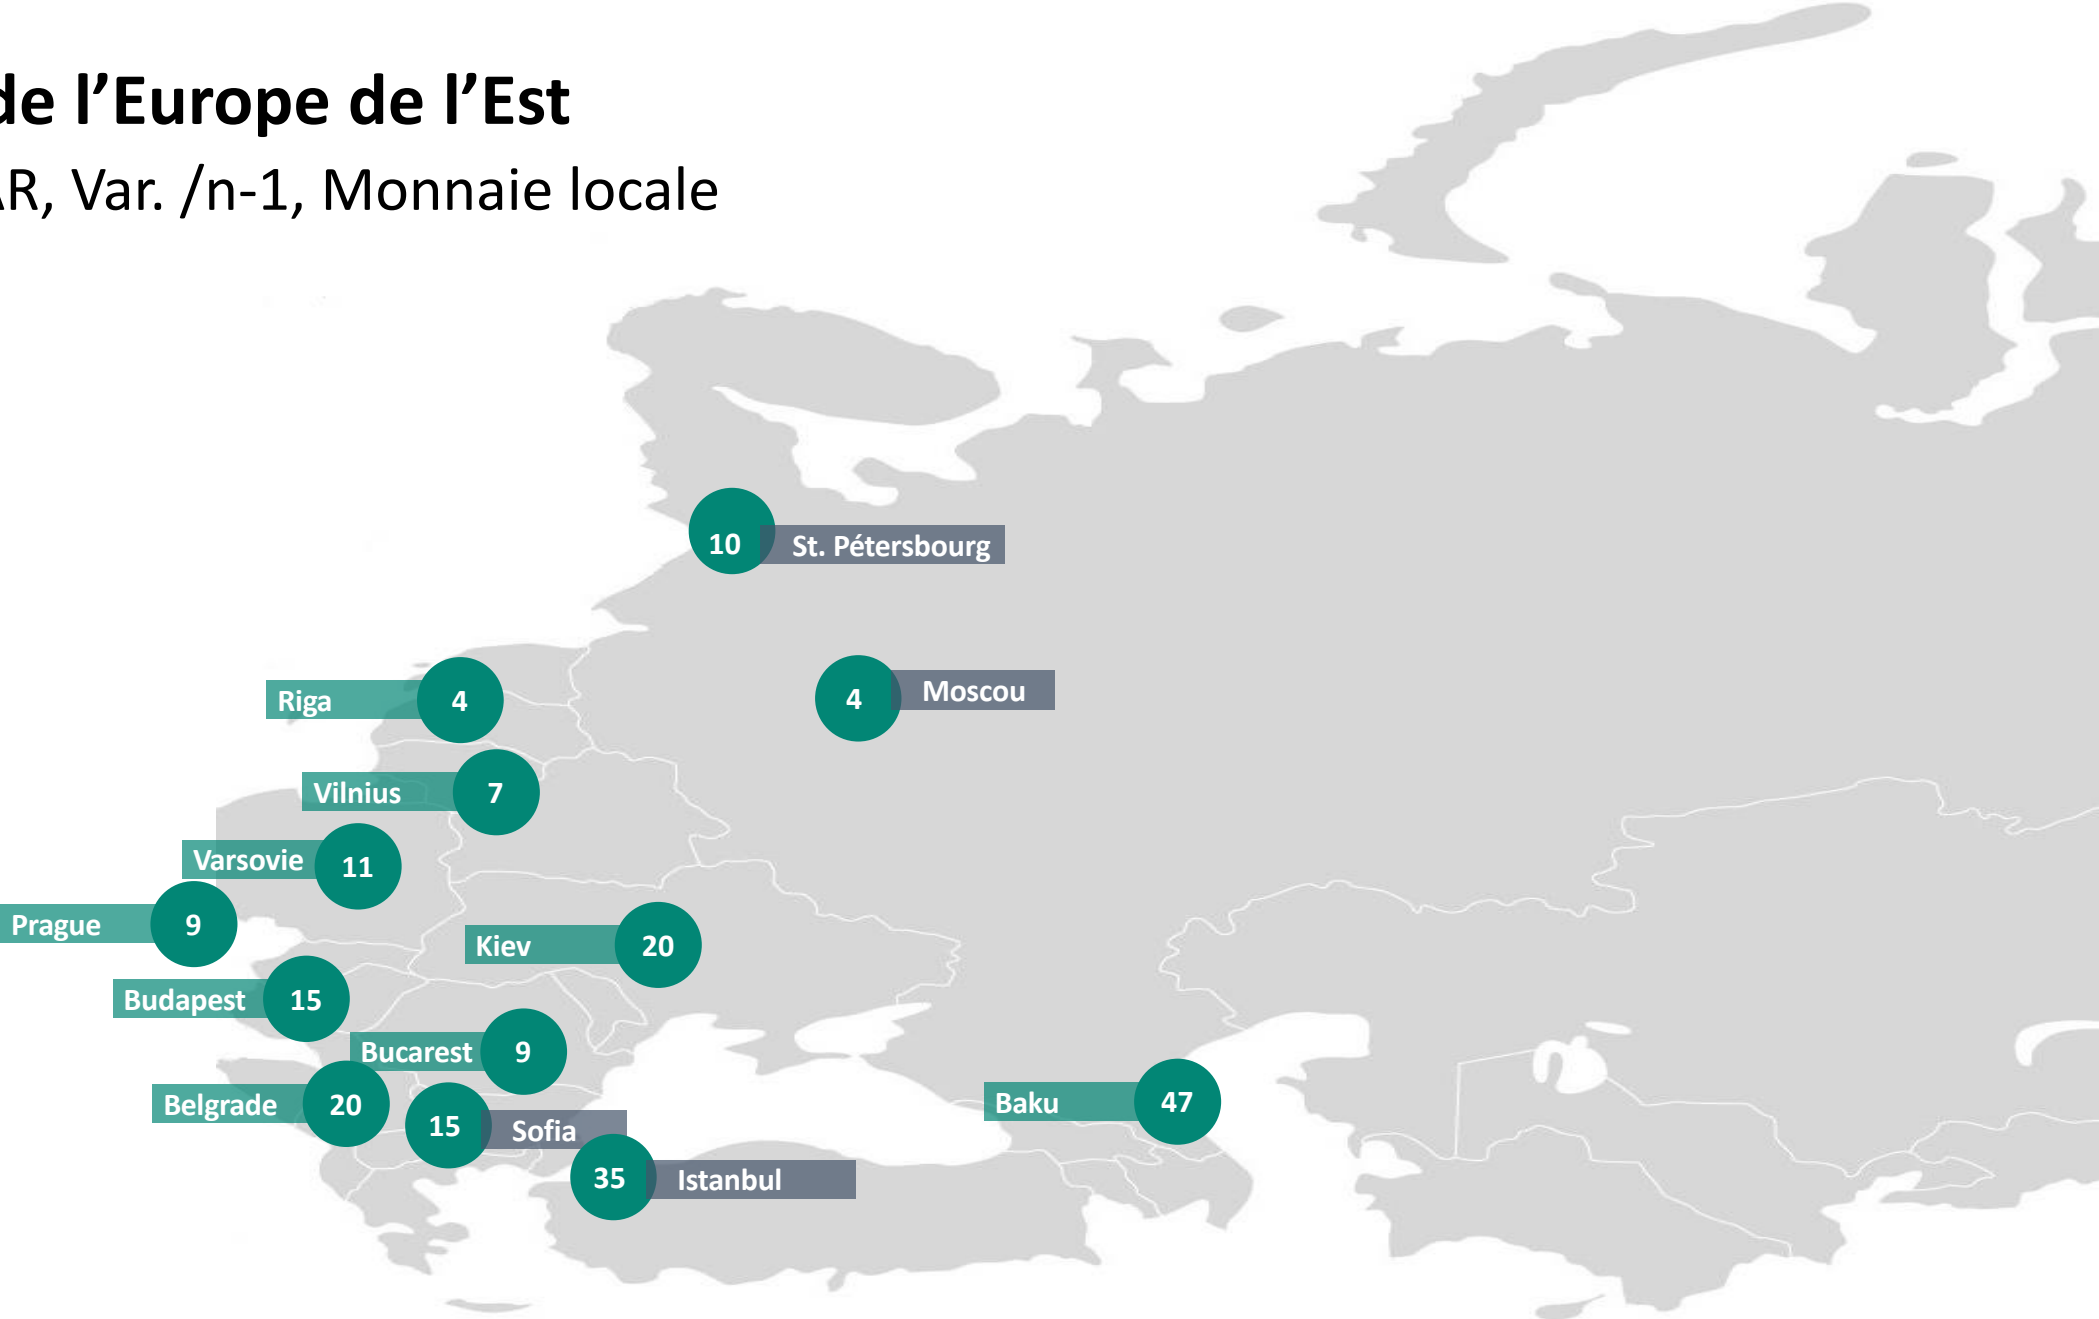 de l’Europe de l’Est
AR, Var. /n-1, Monnaie locale
10 St. Pétersbourg
Riga 4
4 Moscou
Vilnius 7
Varsovie 11
Prague 9
Kiev 20
Budapest 15
Bucarest 9
Belgrade 20
Baku 47
15 Sofia
35 Istanbul